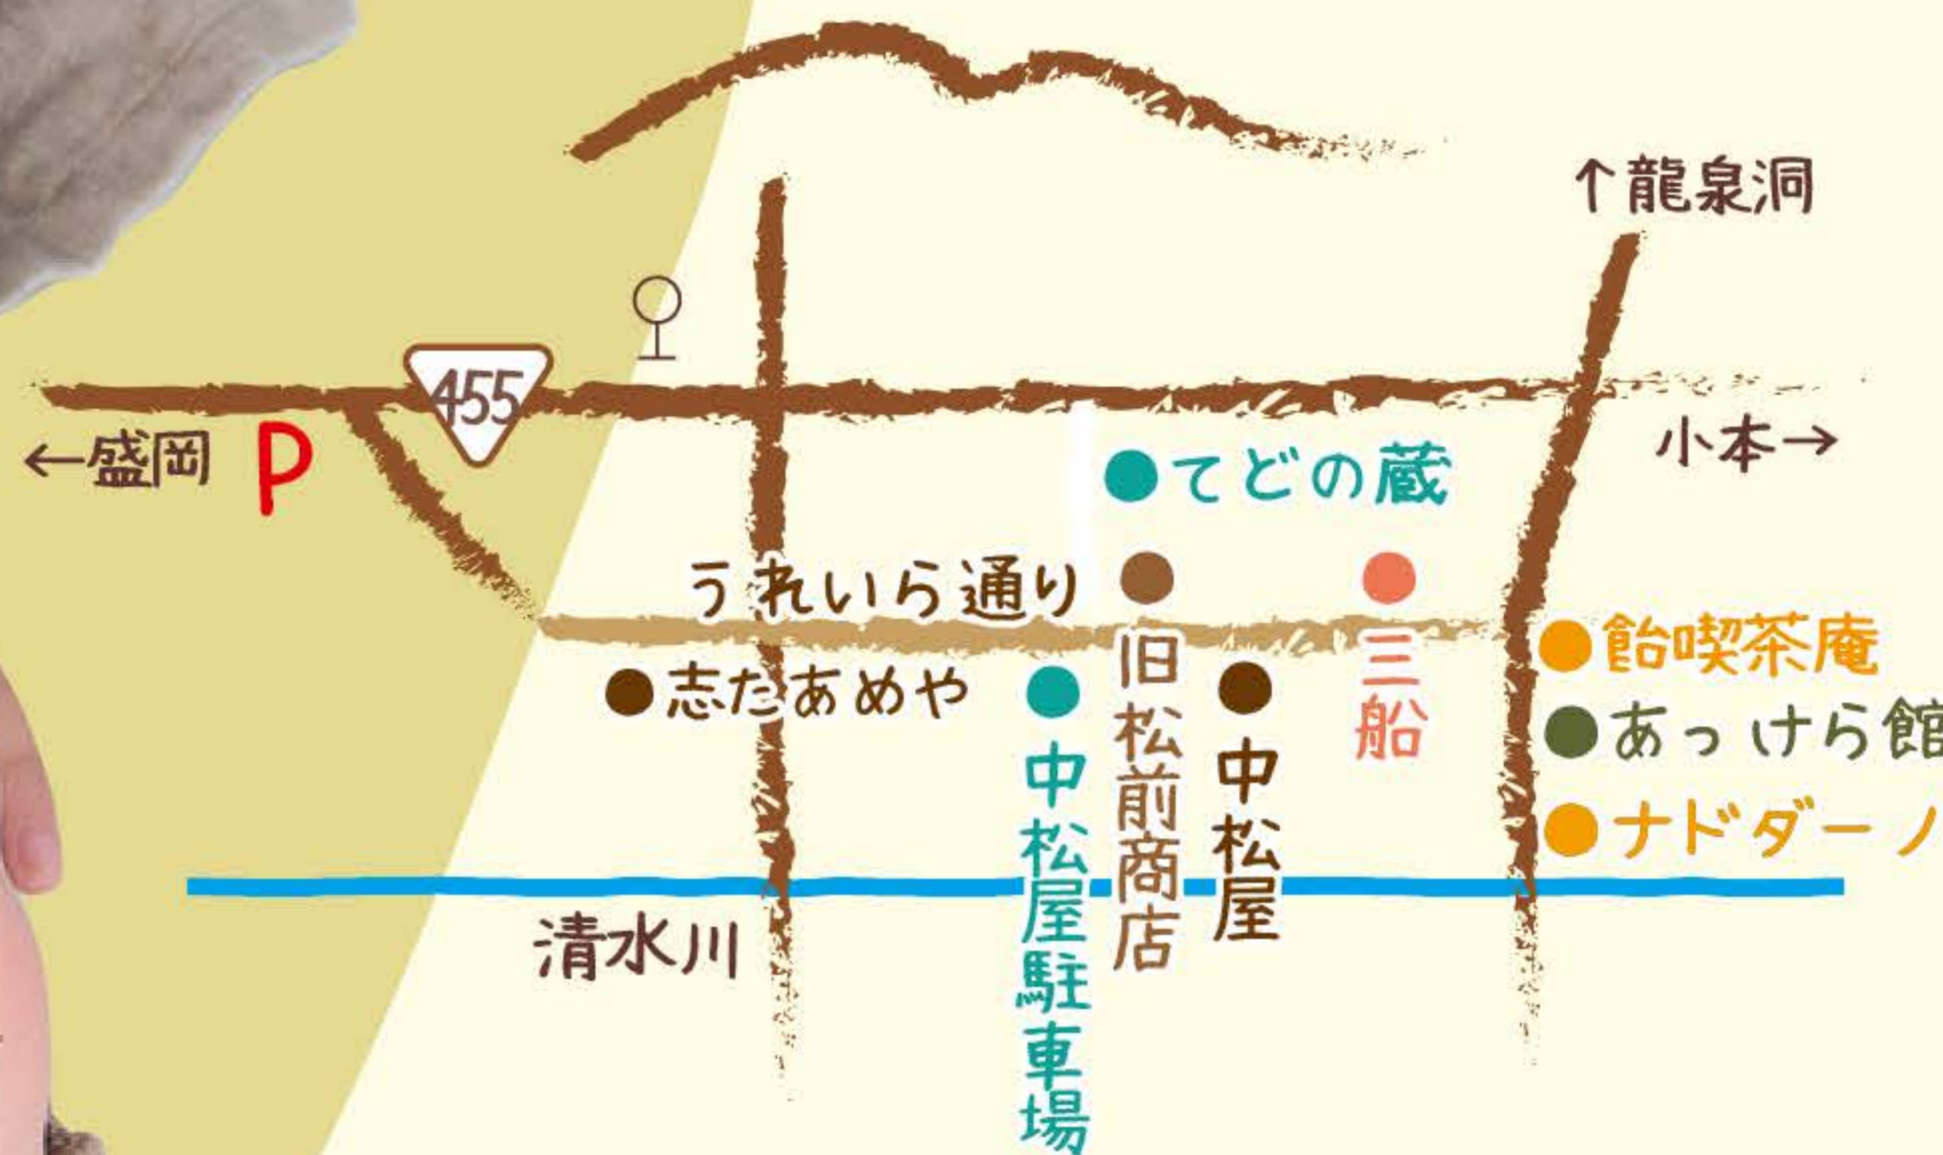 ↑龍泉洞
455
←盛岡
P
小本→
てどの蔵
うれいら通り
志たあめや
中松屋駐車場
旧松前商店
中松屋
三船
飴喫茶庵
あっけら館
ナドダーノ
清水川